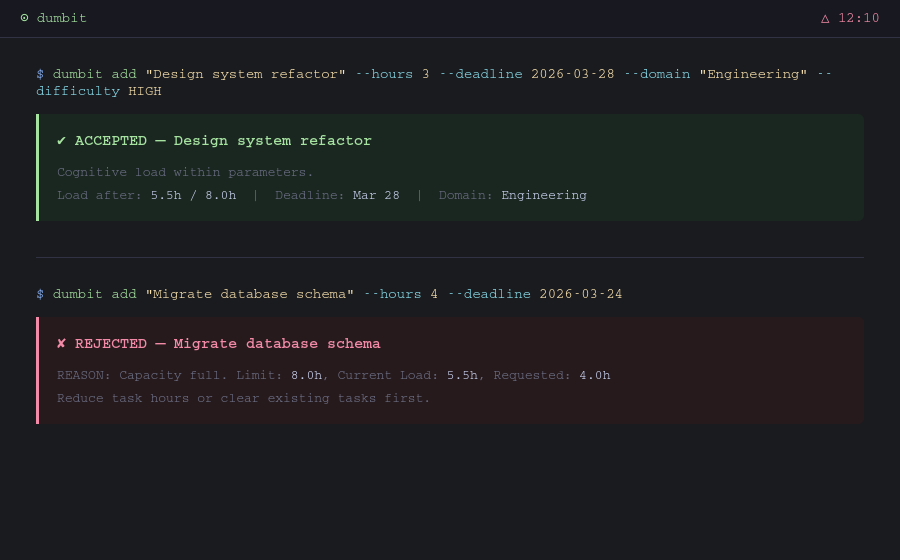 ⊙ dumbit
△ 12:10
$ dumbit add "Design system refactor" --hours 3 --deadline 2026-03-28 --domain "Engineering" --
difficulty HIGH
✔ ACCEPTED — Design system refactor
Cognitive load within parameters.
Load after: 5.5h / 8.0h | Deadline: Mar 28 | Domain: Engineering
$ dumbit add "Migrate database schema" --hours 4 --deadline 2026-03-24
✘ REJECTED — Migrate database schema
REASON: Capacity full. Limit: 8.0h, Current Load: 5.5h, Requested: 4.0h
Reduce task hours or clear existing tasks first.